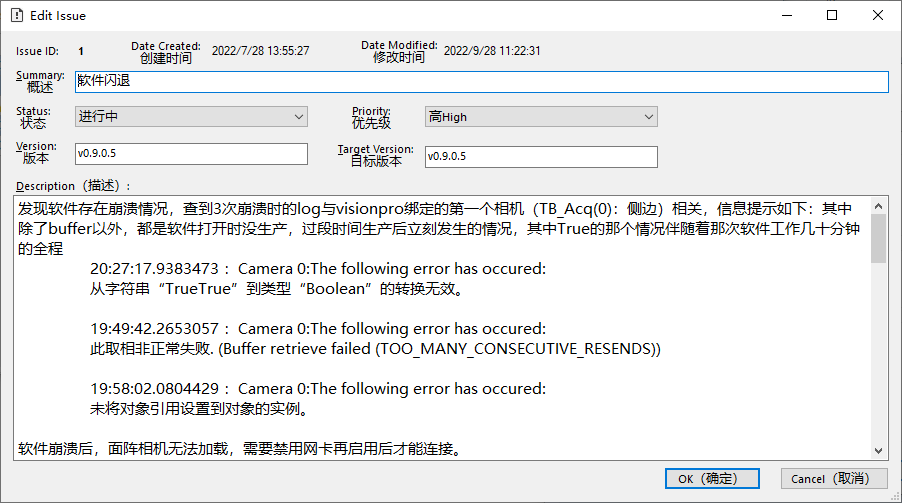 Edit Issue
Issue ID: 1 Date Created: 2022/7/28 13:55:27 Date Modified: 2022/9/28 11:22:31
创建时间 修改时间
Summary: 软件闪退
概述
Status: 进行中 Priority: 高High
状态 优先级
Version: v0.9.0.5 Target Version: v0.9.0.5
版本 目标版本
Description（描述）:
发现软件存在崩溃情况，查到3次崩溃时的log与visionpro绑定的第一个相机（TB_Acq(0)：侧边）相关，信息提示如下：其中
除了buffer以外，都是软件打开时没生产，过段时间生产后立刻发生的情况，其中True的那个情况伴随着那次软件工作几十分钟
的全程
20:27:17.9383473 ：Camera 0:The following error has occured:
从字符串“TrueTrue”到类型“Boolean”的转换无效。
19:49:42.2653057 ：Camera 0:The following error has occured:
此取相非正常失败. (Buffer retrieve failed (TOO_MANY_CONSECUTIVE_RESENDS))
19:58:02.0804429 ：Camera 0:The following error has occured:
未将对象引用设置到对象的实例。
软件崩溃后，面阵相机无法加载，需要禁用网卡再启用后才能连接。
OK（确定） Cancel（取消）